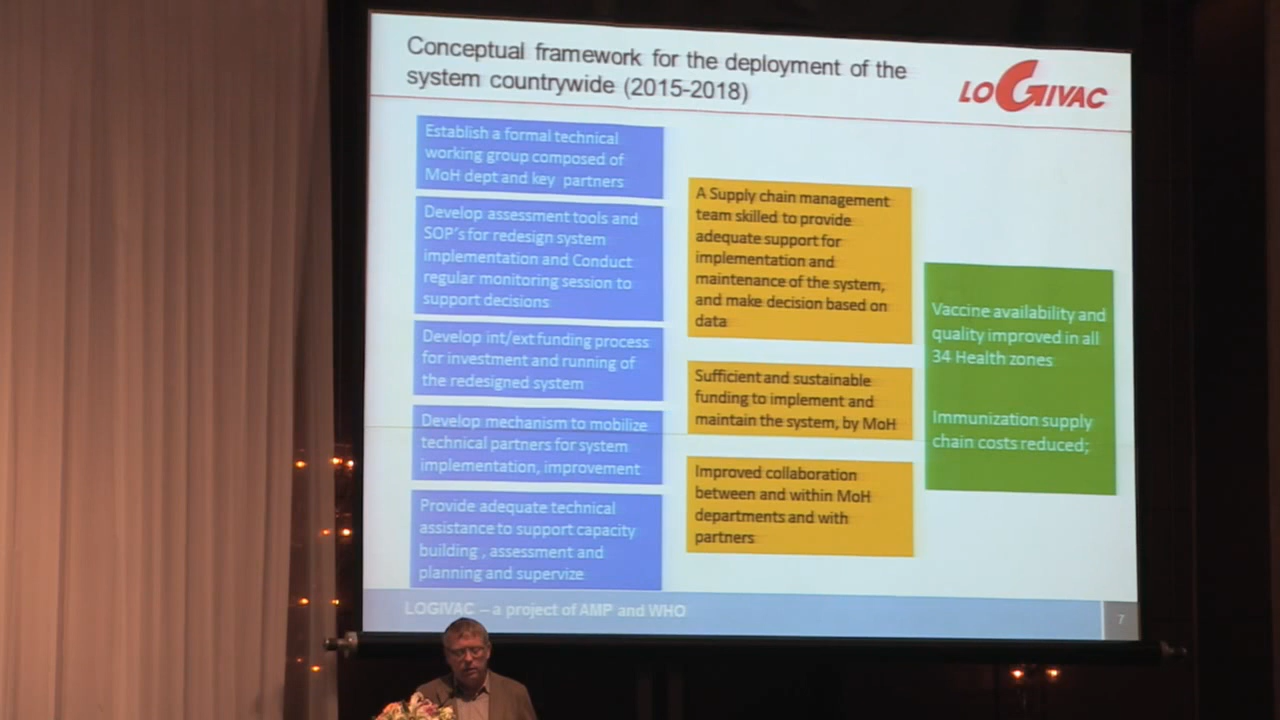 Conceptual framework for the deployment of the
system countrywide (2015-2018)
LOGIVAC
Establish a formal technical
working group composed of
MoH dept and key partners
Develop assessment tools and
SOP's for redesign system
implementation and Conduct
regular monitoring session to
support decisions
Develop int/ext funding process
for investment and running of
the redesigned system
Develop mechanism to mobilize
technical partners for system
implementation, improvement
Provide adequate technical
assistance to support capacity
building , assessment and
planning and supervize
A Supply chain management
team skilled to provide
adequate support for
implementation and
maintenance of the system,
and make decision based on
data
Sufficient and sustainable
funding to implement and
maintain the system, by MoH
Improved collaboration
between and within MoH
departments and with
partners
Vaccine availability and
quality improved in all
34 Health zones
Immunization supply
chain costs reduced;
LOGIVAC – a project of AMP and WHO
7